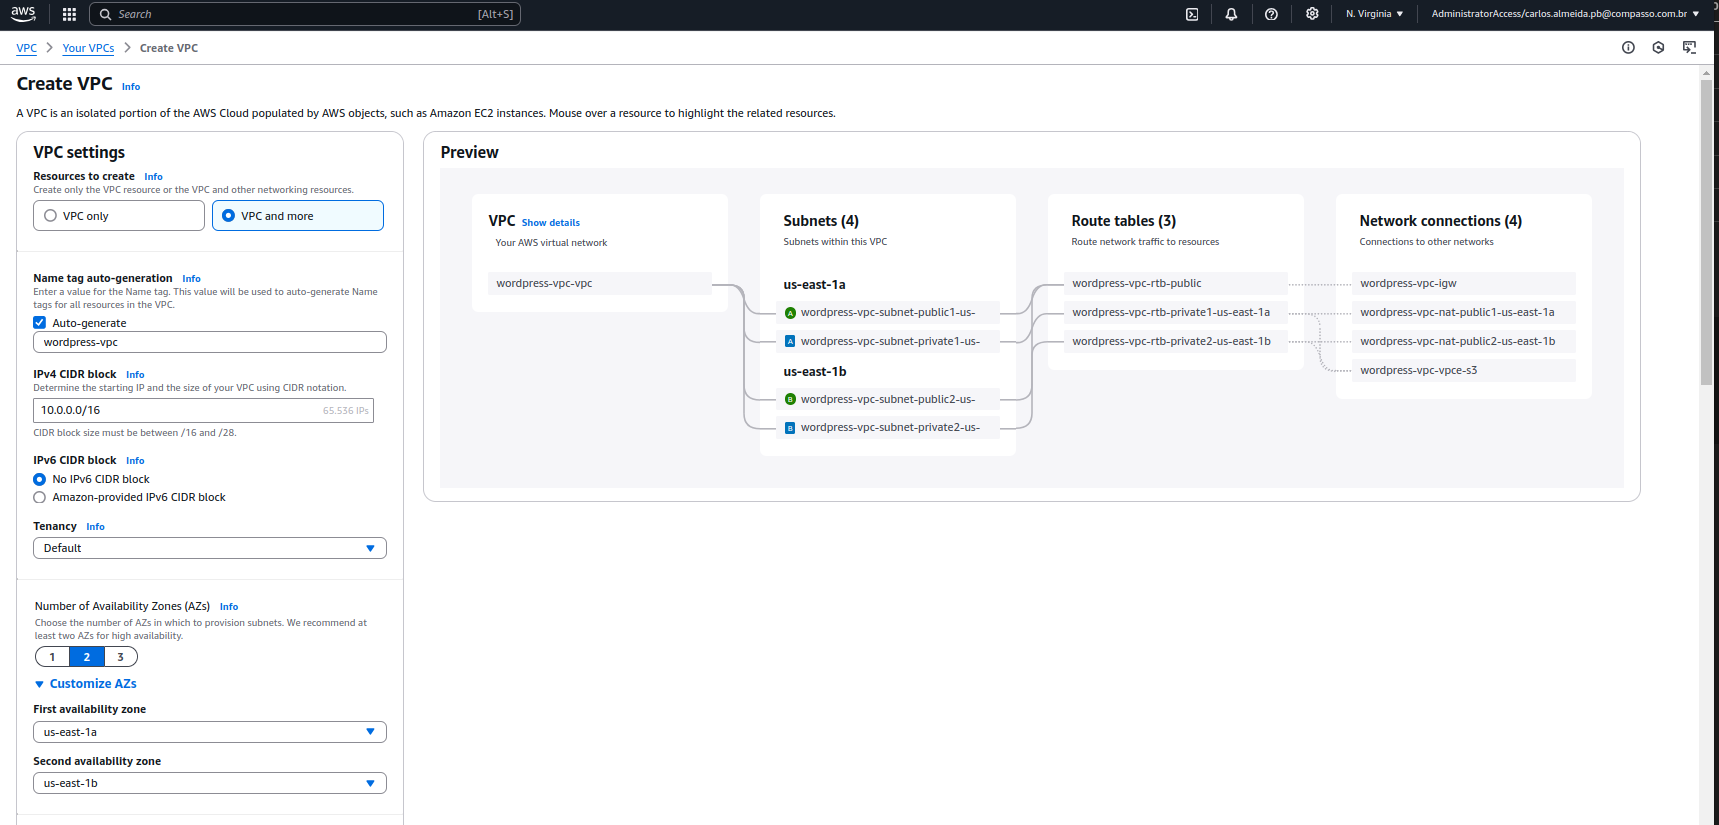 aws
Search
[Alt+S]
N. Virginia
AdministratorAccess/carlos.almeida.pb@compasso.com.br
VPC
Your VPCs
Create VPC
Create VPC Info
A VPC is an isolated portion of the AWS Cloud populated by AWS objects, such as Amazon EC2 instances. Mouse over a resource to highlight the related resources.
VPC settings
Resources to create Info
Create only the VPC resource or the VPC and other networking resources.
VPC only
VPC and more
Name tag auto-generation Info
Enter a value for the Name tag. This value will be used to auto-generate Name
tags for all resources in the VPC.
Auto-generate
wordpress-vpc
IPv4 CIDR block Info
Determine the starting IP and the size of your VPC using CIDR notation.
10.0.0.0/16
65.536 IPs
CIDR block size must be between /16 and /28.
IPv6 CIDR block Info
No IPv6 CIDR block
Amazon-provided IPv6 CIDR block
Tenancy Info
Default
Number of Availability Zones (AZs) Info
Choose the number of AZs in which to provision subnets. We recommend at
least two AZs for high availability.
1 2 3
Customize AZs
First availability zone
us-east-1a
Second availability zone
us-east-1b
Preview
VPC Show details
Your AWS virtual network
wordpress-vpc-vpc
Subnets (4)
Subnets within this VPC
us-east-1a
A wordpress-vpc-subnet-public1-us-
A wordpress-vpc-subnet-private1-us-
us-east-1b
B wordpress-vpc-subnet-public2-us-
B wordpress-vpc-subnet-private2-us-
Route tables (3)
Route network traffic to resources
wordpress-vpc-rtb-public
wordpress-vpc-rtb-private1-us-east-1a
wordpress-vpc-rtb-private2-us-east-1b
Network connections (4)
Connections to other networks
wordpress-vpc-igw
wordpress-vpc-nat-public1-us-east-1a
wordpress-vpc-nat-public2-us-east-1b
wordpress-vpc-vpce-s3